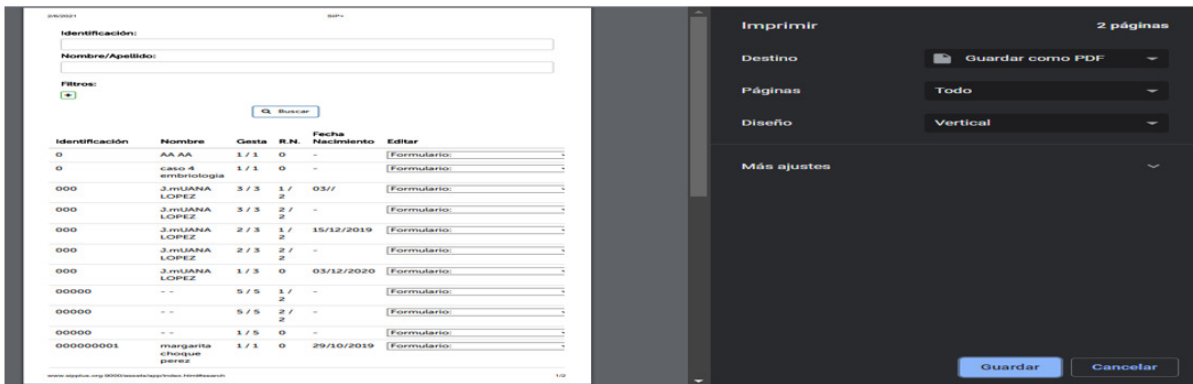 2/6/2021 SIP+
Identificación:
Nombre/Apellido:
Filtros:
+
Buscar
Identificación Nombre Gesta R.N. Fecha Nacimiento Editar
0 AA AA 1 / 1 0 - Formulario:
0 caso 4 embriologia 1 / 1 0 - Formulario:
000 J.mUANA LOPEZ 3 / 3 1 / 2 03// Formulario:
000 J.mUANA LOPEZ 3 / 3 2 / 2 - Formulario:
000 J.mUANA LOPEZ 2 / 3 1 / 2 15/12/2019 Formulario:
000 J.mUANA LOPEZ 2 / 3 2 / 2 - Formulario:
000 J.mUANA LOPEZ 1 / 3 0 03/12/2020 Formulario:
00000 - - 5 / 5 1 / 2 - Formulario:
00000 - - 5 / 5 2 / 2 - Formulario:
00000 - - 1 / 5 0 - Formulario:
000000001 margarita choque perez 1 / 1 0 29/10/2019 Formulario:
www.sipplus.org:9000/assets/app/index.html#search 1/2
Imprimir 2 páginas
Destino Guardar como PDF
Páginas Todo
Diseño Vertical
Más ajustes
Guardar Cancelar